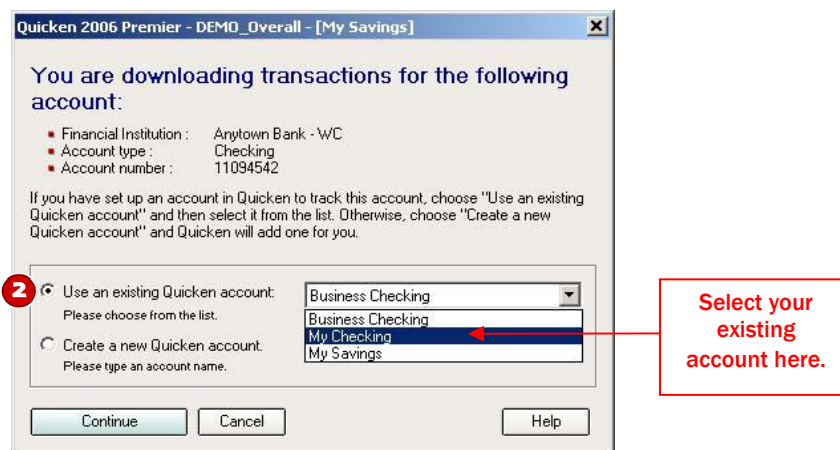 Quicken 2006 Premier - DEMO_Overall - [My Savings]
You are downloading transactions for the following
account:
Financial Institution : Anytown Bank - WC
Account type : Checking
Account number : 11094542
If you have set up an account in Quicken to track this account, choose "Use an existing
Quicken account" and then select it from the list. Otherwise, choose "Create a new
Quicken account" and Quicken will add one for you.
2 Use an existing Quicken account: Business Checking
Please choose from the list.
Business Checking
My Checking
My Savings
Create a new Quicken account.
Please type an account name.
Continue Cancel Help
Select your
existing
account here.